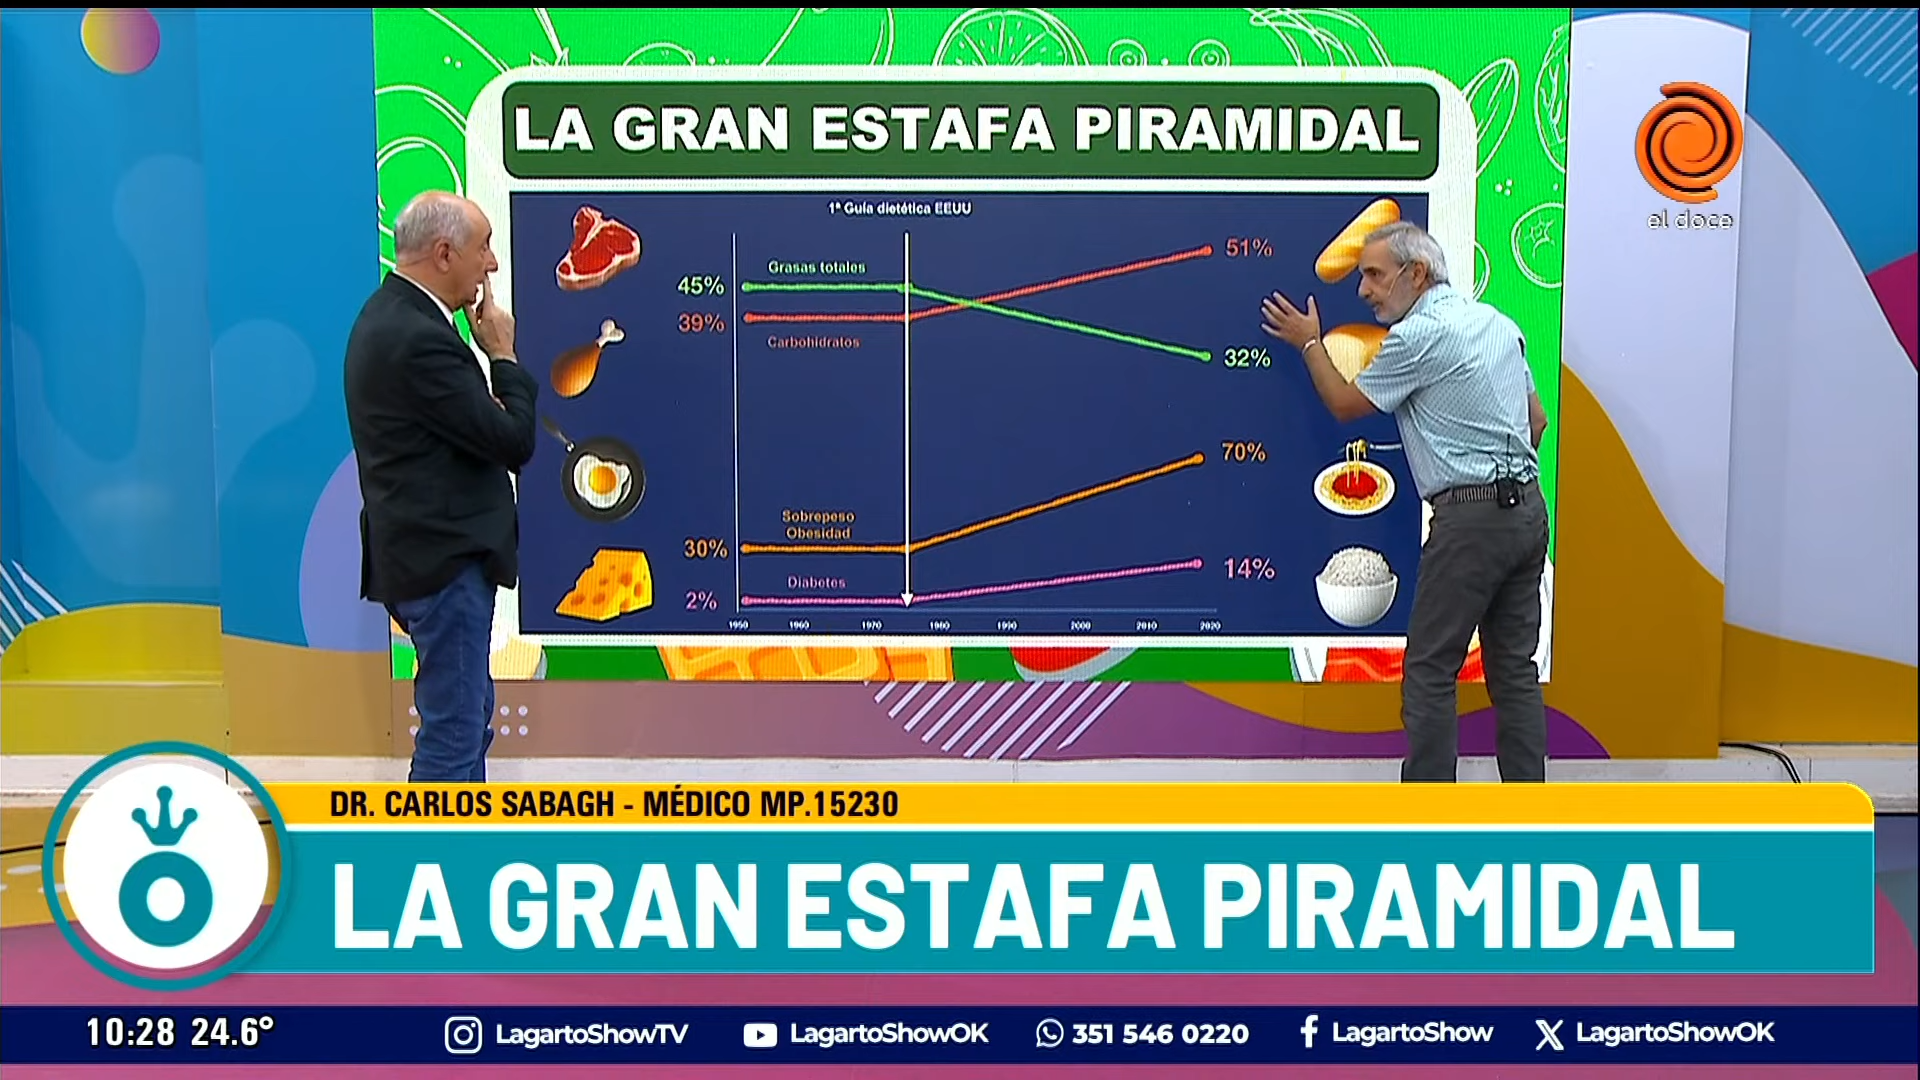 LA GRAN ESTAFA PIRAMIDAL
el doce
1ª Guía dietética EEUU
51%
Grasas totales
45%
39%
Carbohidratos
32%
70%
Sobrepeso
Obesidad
30%
Diabetes
14%
2%
1950 1960 1970 1980 1990 2000 2010 2020
DR. CARLOS SABAGH - MÉDICO MP.15230
LA GRAN ESTAFA PIRAMIDAL
10:28 24.6° LagartoShowTV LagartoShowOK 351 546 0220 LagartoShow LagartoShowOK